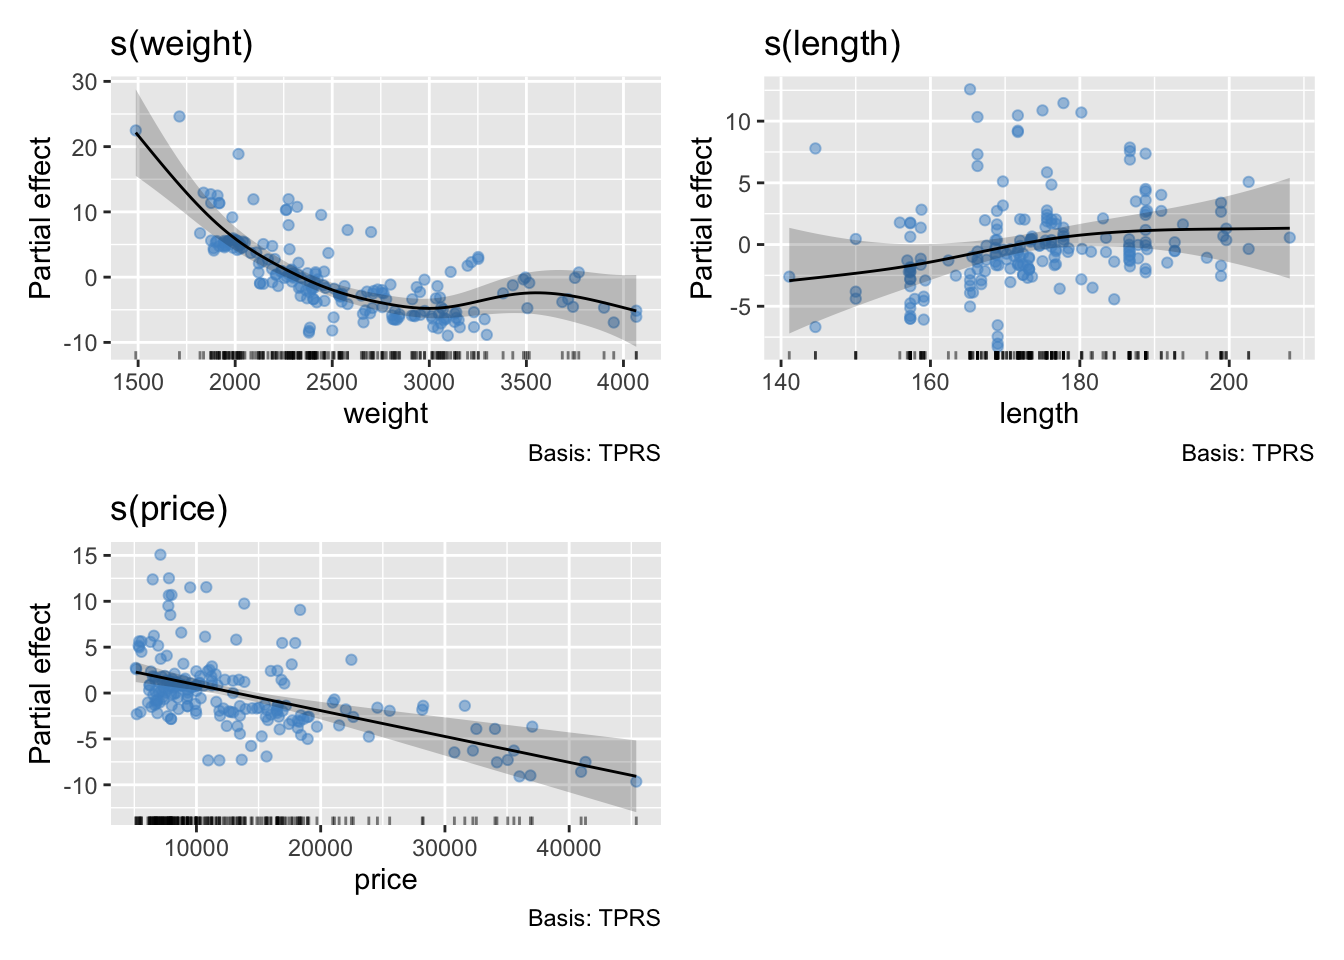 s(weight)
30
20
10
0
-10
Partial effect
1500 2000 2500 3000 3500 4000
weight
Basis: TPRS
s(length)
10
5
0
-5
Partial effect
140 160 180 200
length
Basis: TPRS
s(price)
15
10
5
0
-5
-10
Partial effect
10000 20000 30000 40000
price
Basis: TPRS